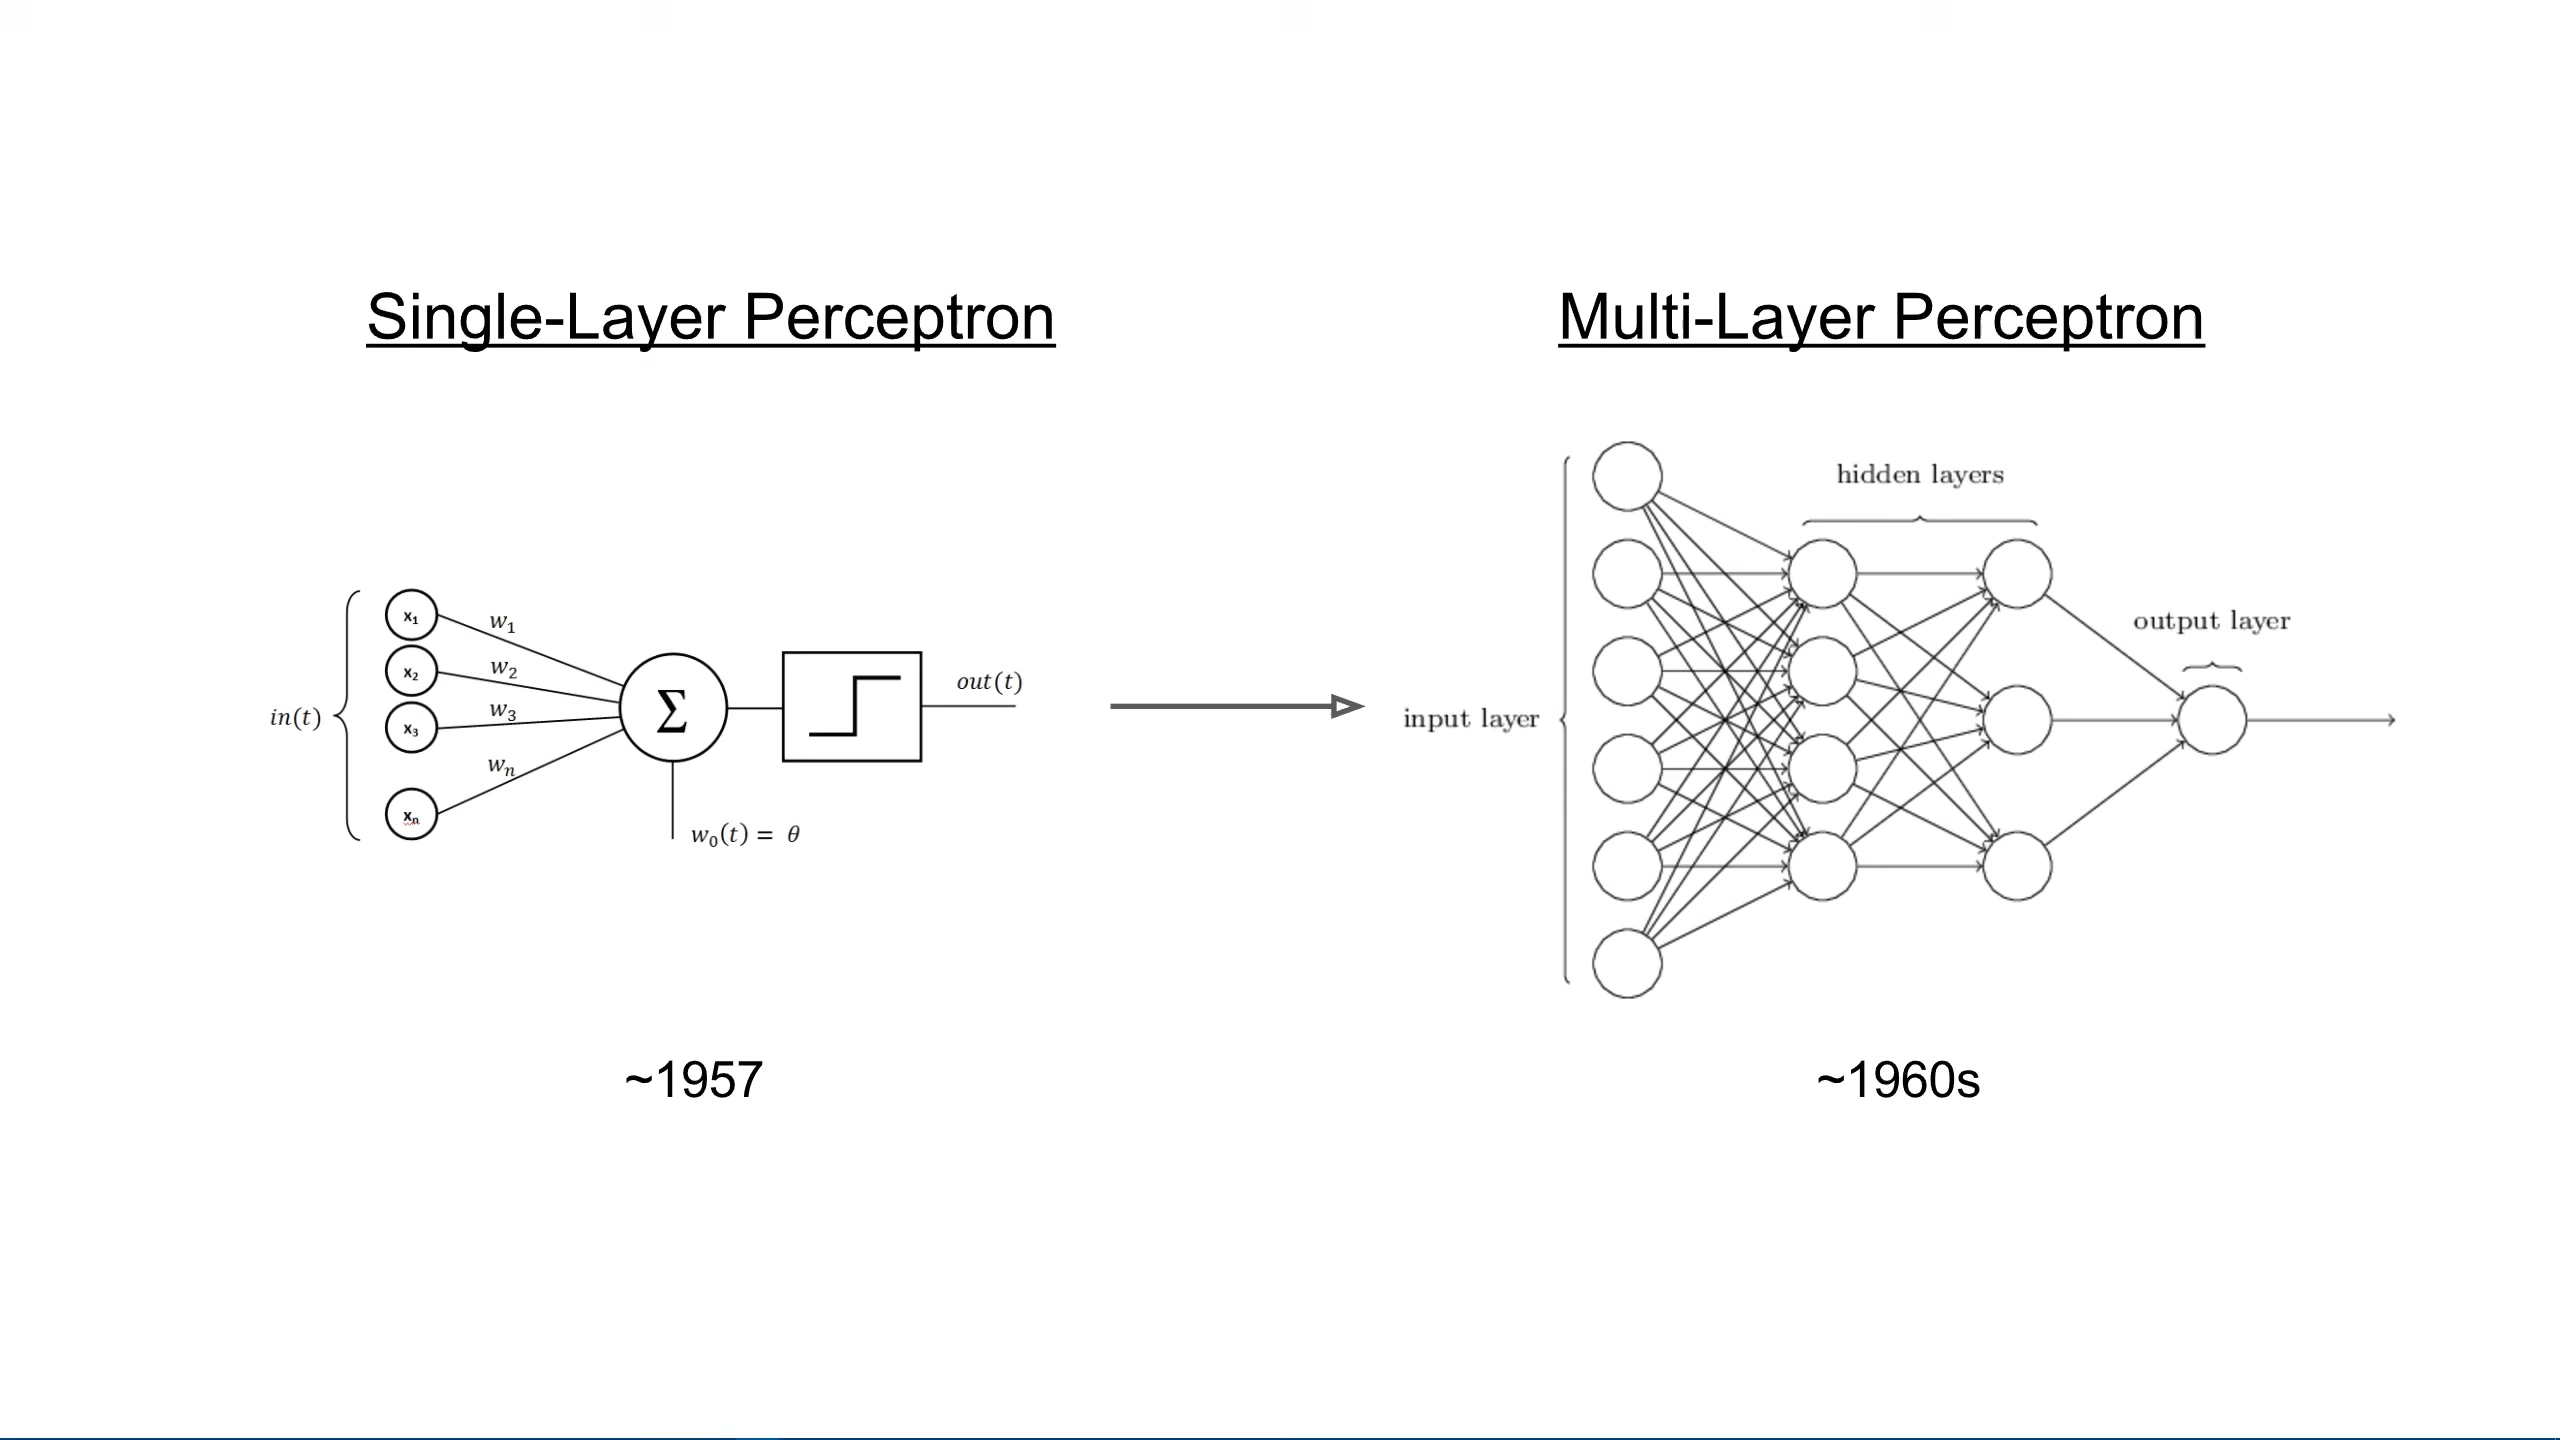 Single-Layer Perceptron
in(t)
x₁
x₂
x₃
xₙ
w₁
w₂
w₃
wₙ
Σ
w₀(t) = θ
out(t)
~1957
Multi-Layer Perceptron
input layer
hidden layers
output layer
~1960s